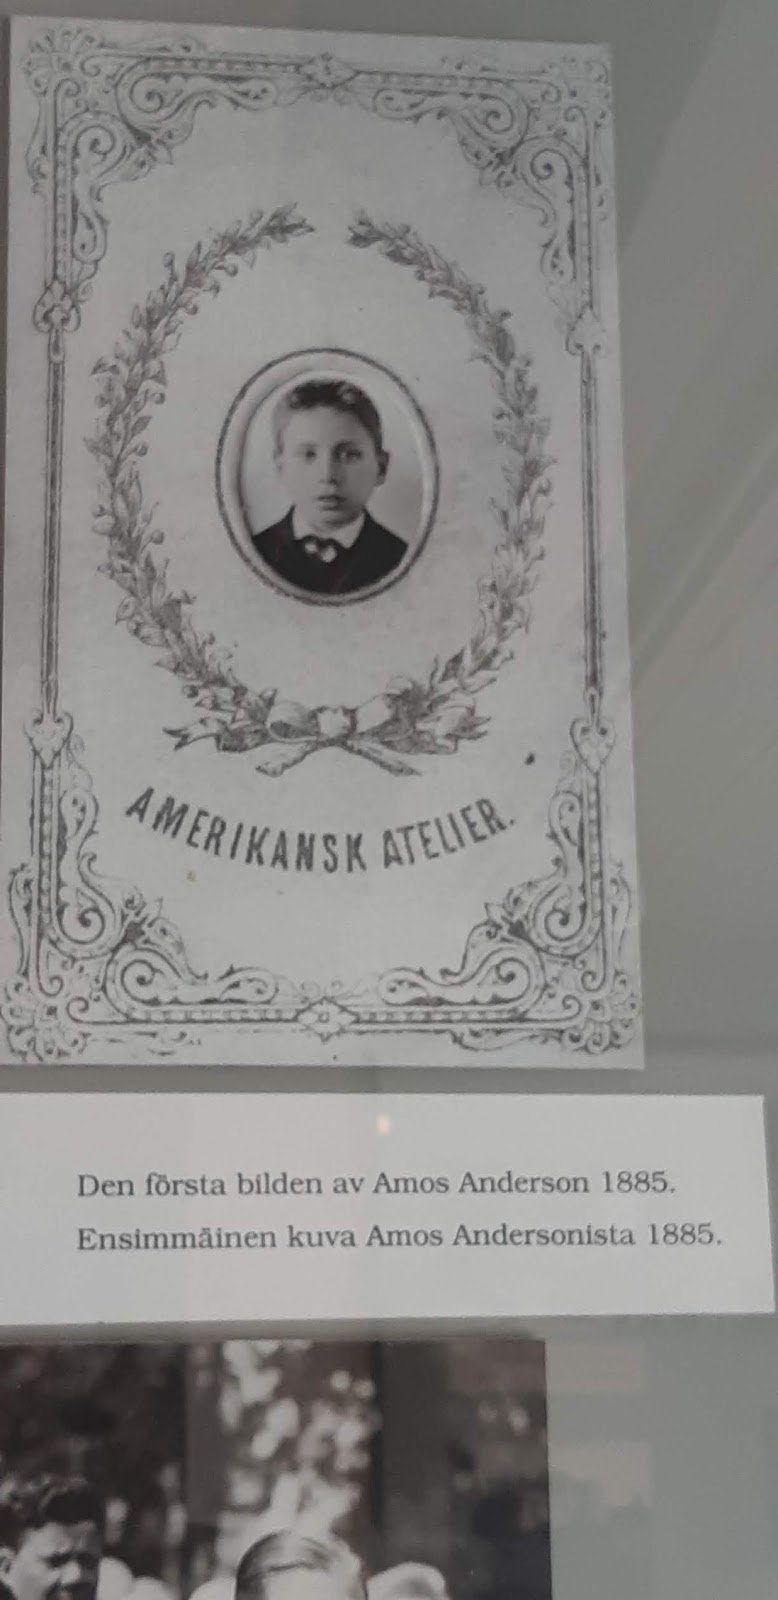 AMERIKANSK ATELIER.
Den första bilden av Amos Anderson 1885.
Ensimmäinen kuva Amos Andersonista 1885.